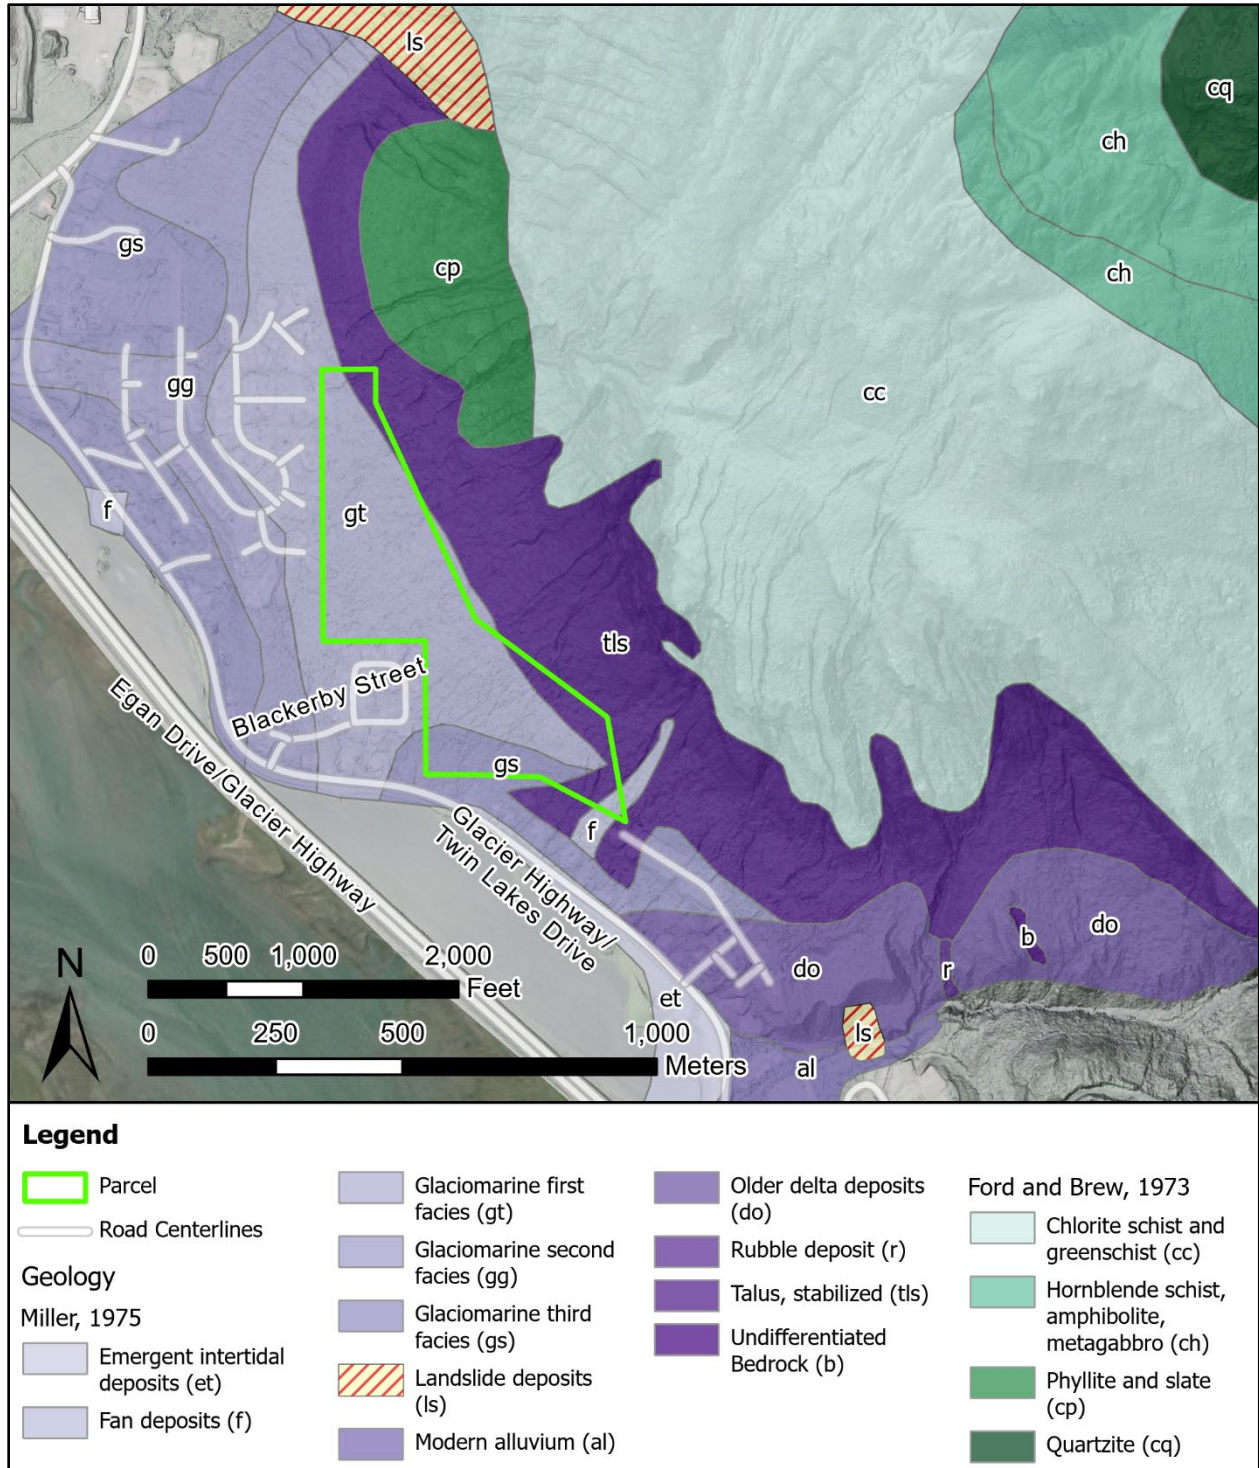 ls
cq
ch
gs
cp
ch
gg
cc
f
gt
tls
Blackerby Street
Egan Drive/Glacier Highway
gs
Glacier Highway/
Twin Lakes Drive
f
b
do
do
r
et
ls
al
N
0 500 1,000 2,000
Feet
0 250 500 1,000
Meters
Legend
Parcel
Road Centerlines
Geology
Miller, 1975
Emergent intertidal
deposits (et)
Fan deposits (f)
Glaciomarine first
facies (gt)
Glaciomarine second
facies (gg)
Glaciomarine third
facies (gs)
Landslide deposits
(ls)
Modern alluvium (al)
Older delta deposits
(do)
Rubble deposit (r)
Talus, stabilized (tls)
Undifferentiated
Bedrock (b)
Ford and Brew, 1973
Chlorite schist and
greenschist (cc)
Hornblende schist,
amphibolite,
metagabbro (ch)
Phyllite and slate
(cp)
Quartzite (cq)